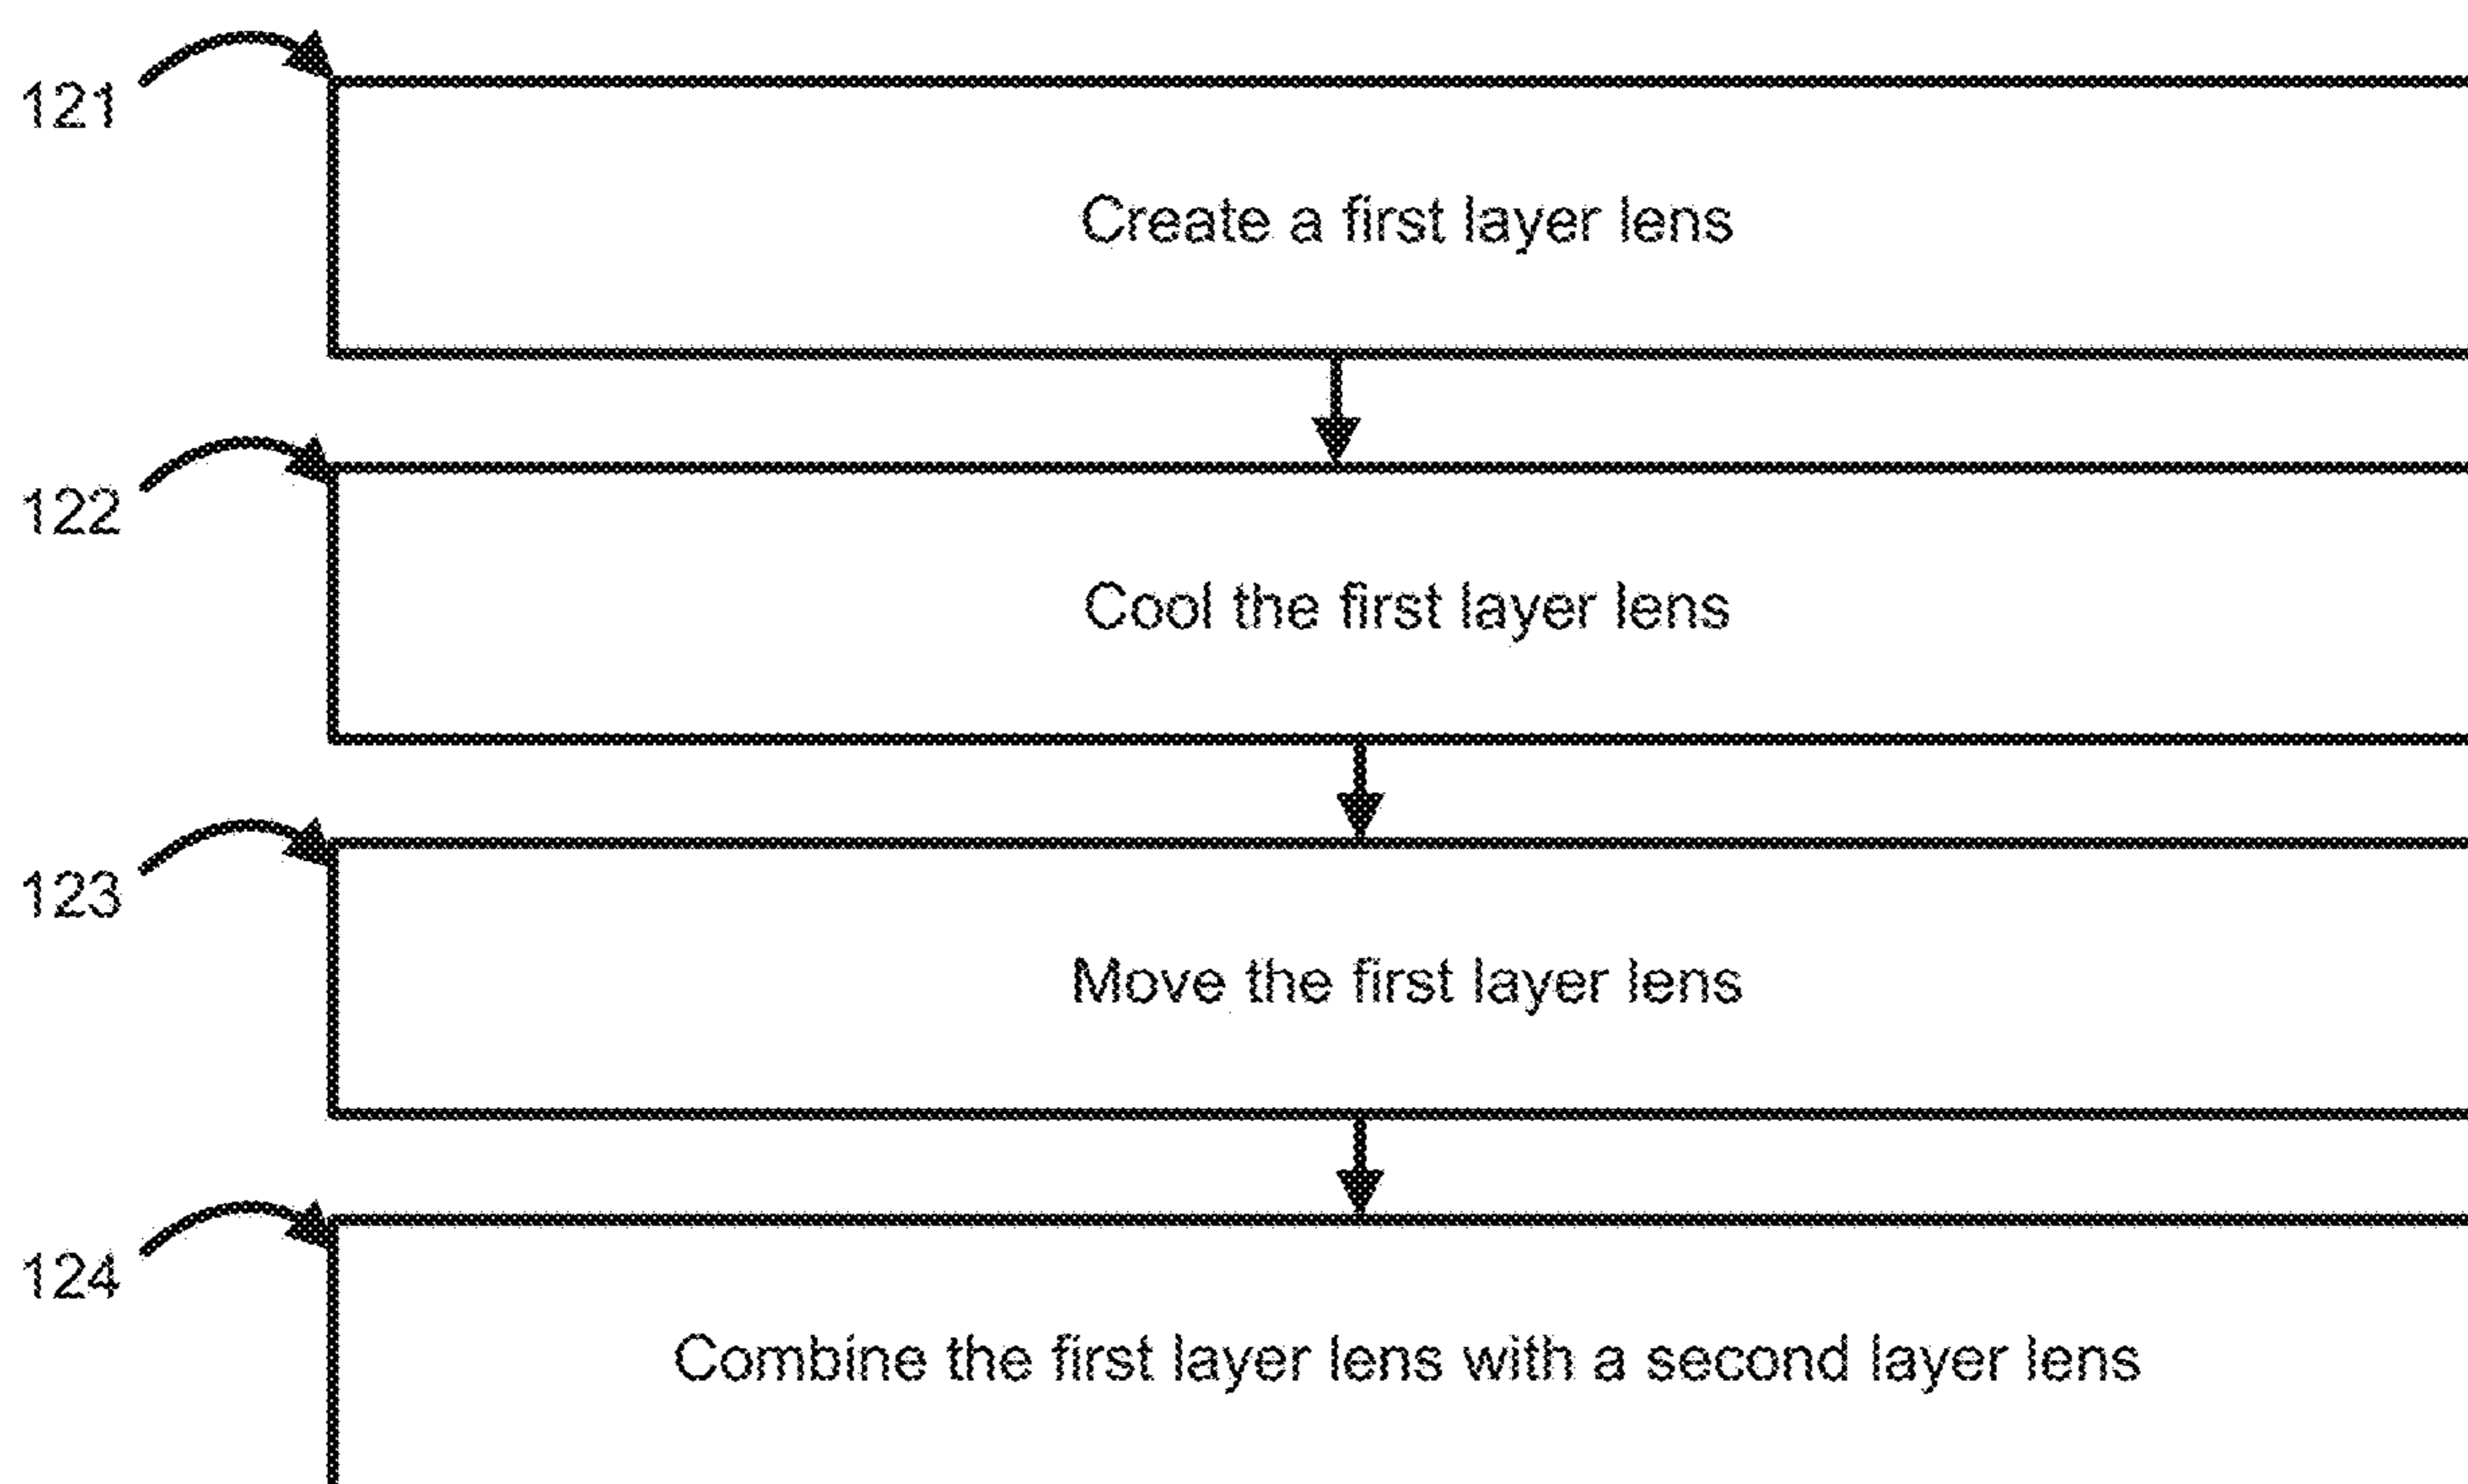 121
Create a first layer lens
122
Cool the first layer lens
123
Move the first layer lens
124
Combine the first layer lens with a second layer lens